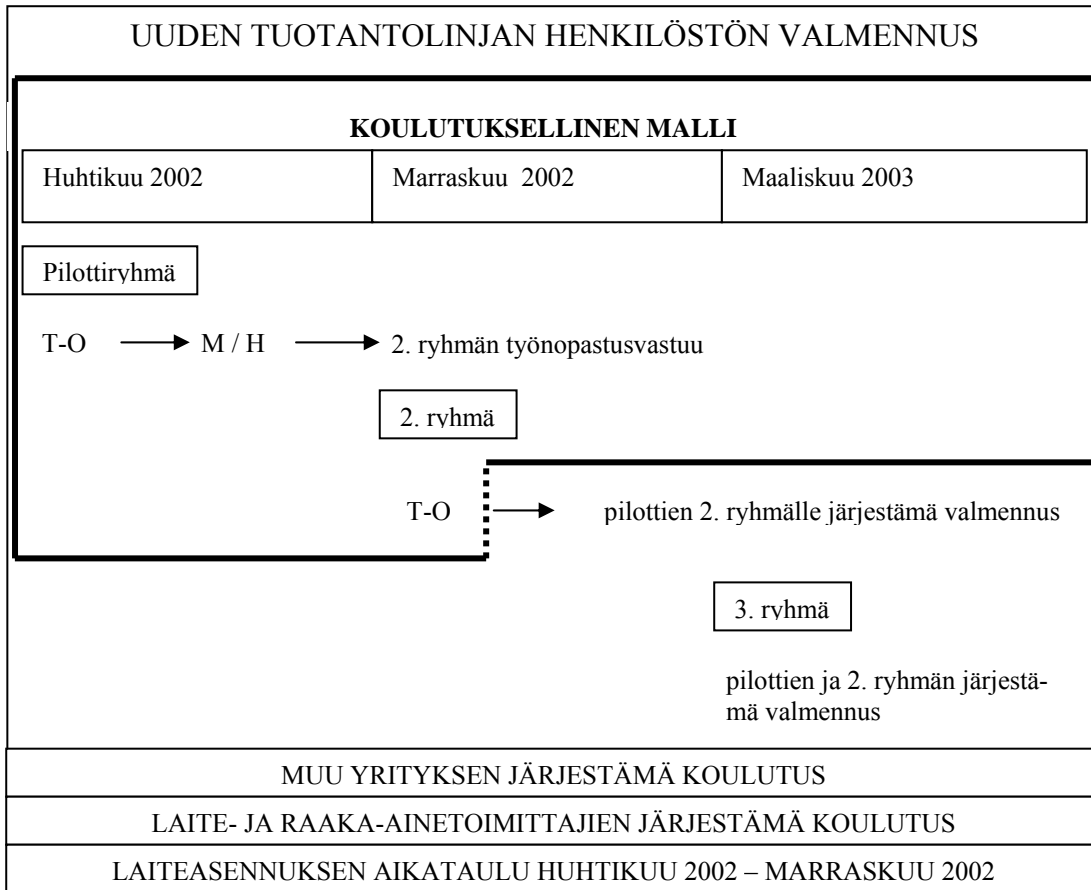 UUDEN TUOTANTOLINJAN HENKILÖSTÖN VALMENNUS
KOULUTUKSELLINEN MALLI
Huhtikuu 2002
Marraskuu 2002
Maaliskuu 2003
Pilottiryhmä
T-O
M / H
2. ryhmän työnopastusvastuu
2. ryhmä
T-O
pilottien 2. ryhmälle järjestämä valmennus
3. ryhmä
pilottien ja 2. ryhmän järjestä-
mä valmennus
MUU YRITYKSEN JÄRJESTÄMÄ KOULUTUS
LAITE- JA RAAKA-AINETOIMITTAJIEN JÄRJESTÄMÄ KOULUTUS
LAITEASENNUKSEN AIKATAULU HUHTIKUU 2002 – MARRASKUU 2002